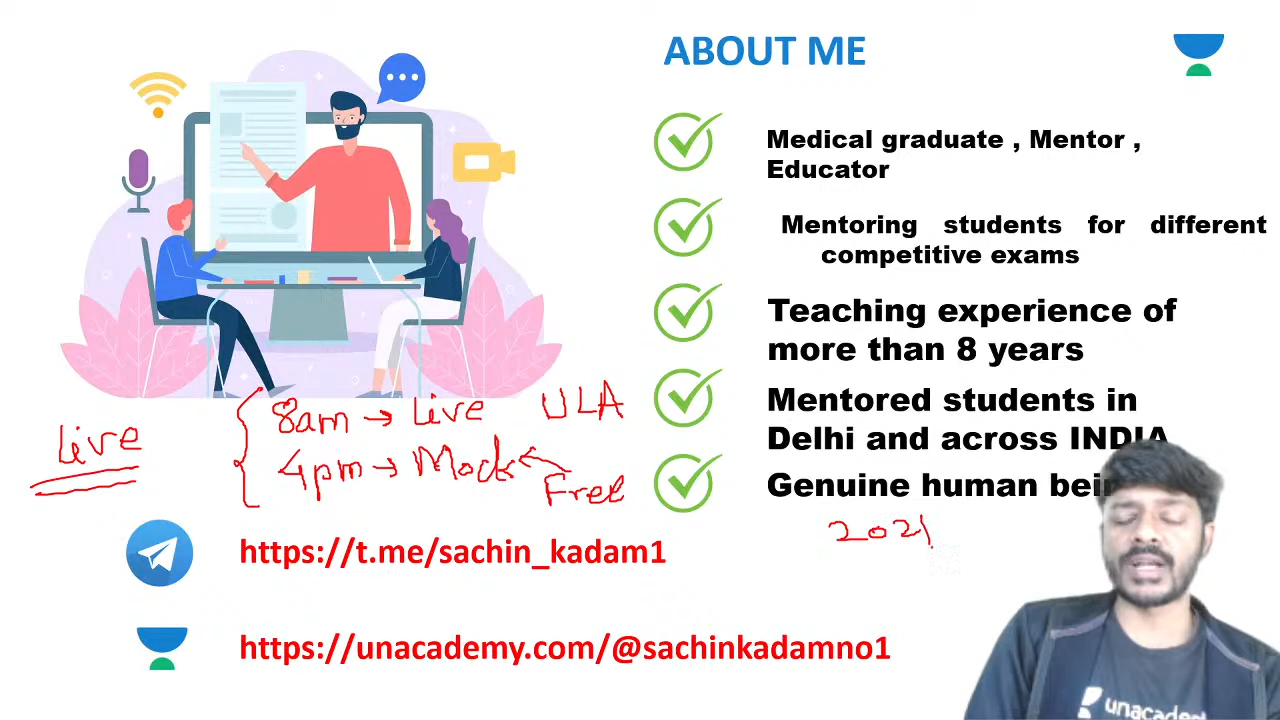 ABOUT ME
Medical graduate , Mentor ,
Educator
Mentoring students for different
competitive exams
Teaching experience of
more than 8 years
Mentored students in
Delhi and across INDIA
Genuine human bein
2021
8am → Live ULA
Live
4pm → Mock
Free
https://t.me/sachin_kadam1
https://unacademy.com/@sachinkadamno1
unacademy